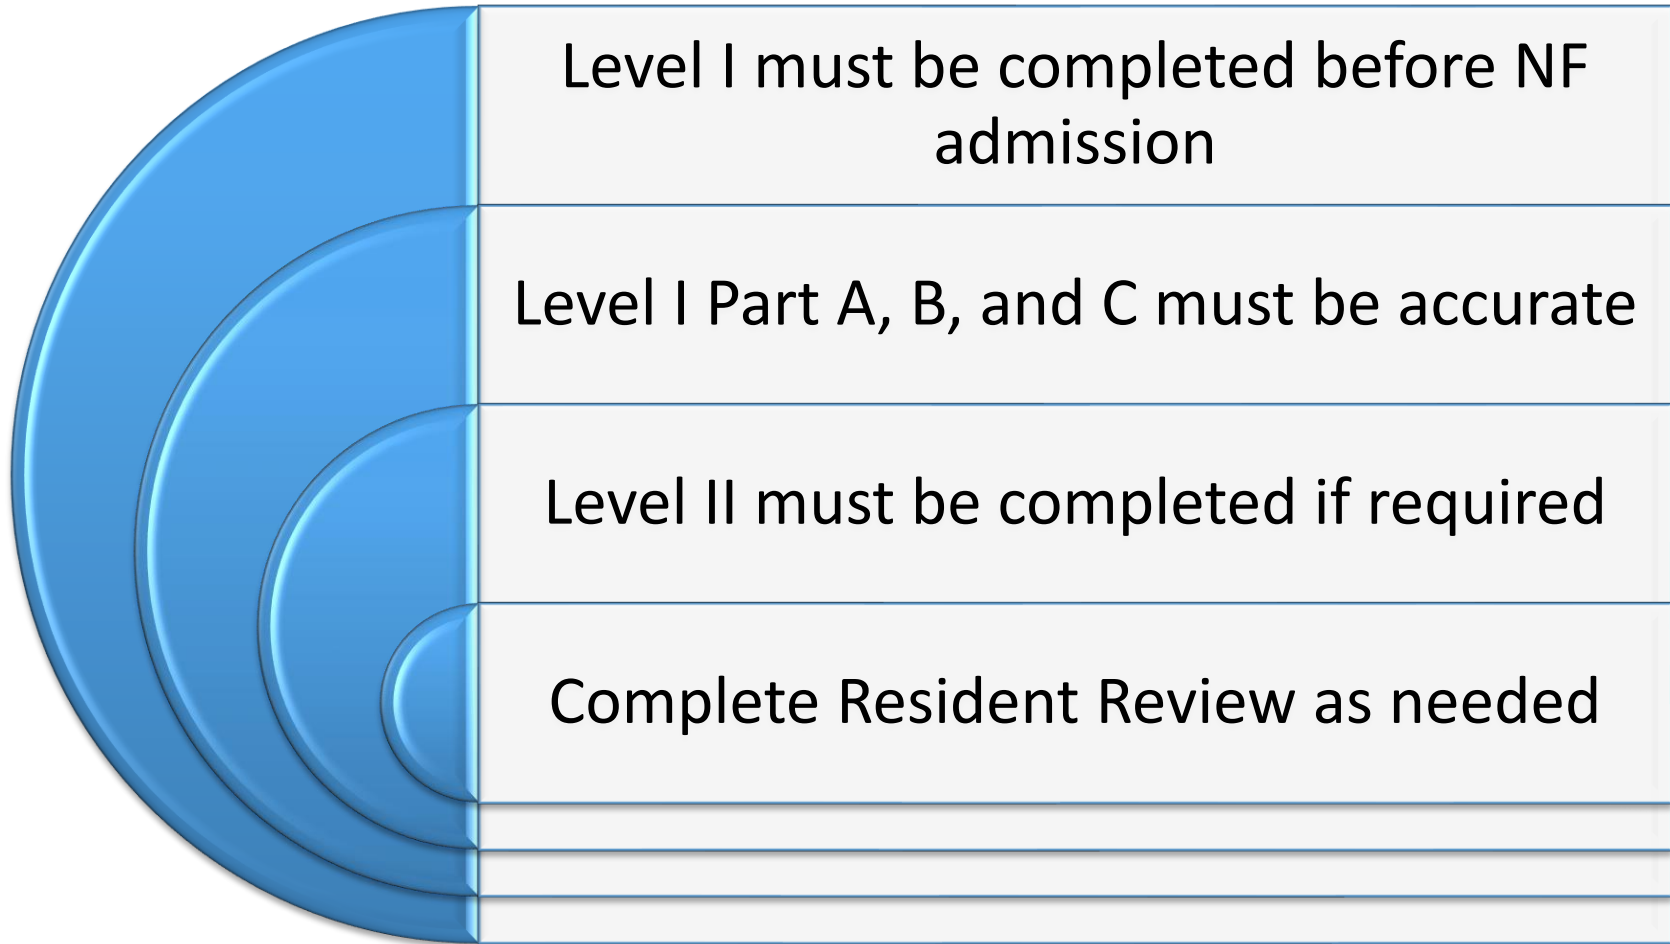 Level I must be completed before NF
admission
Level I Part A, B, and C must be accurate
Level II must be completed if required
Complete Resident Review as needed